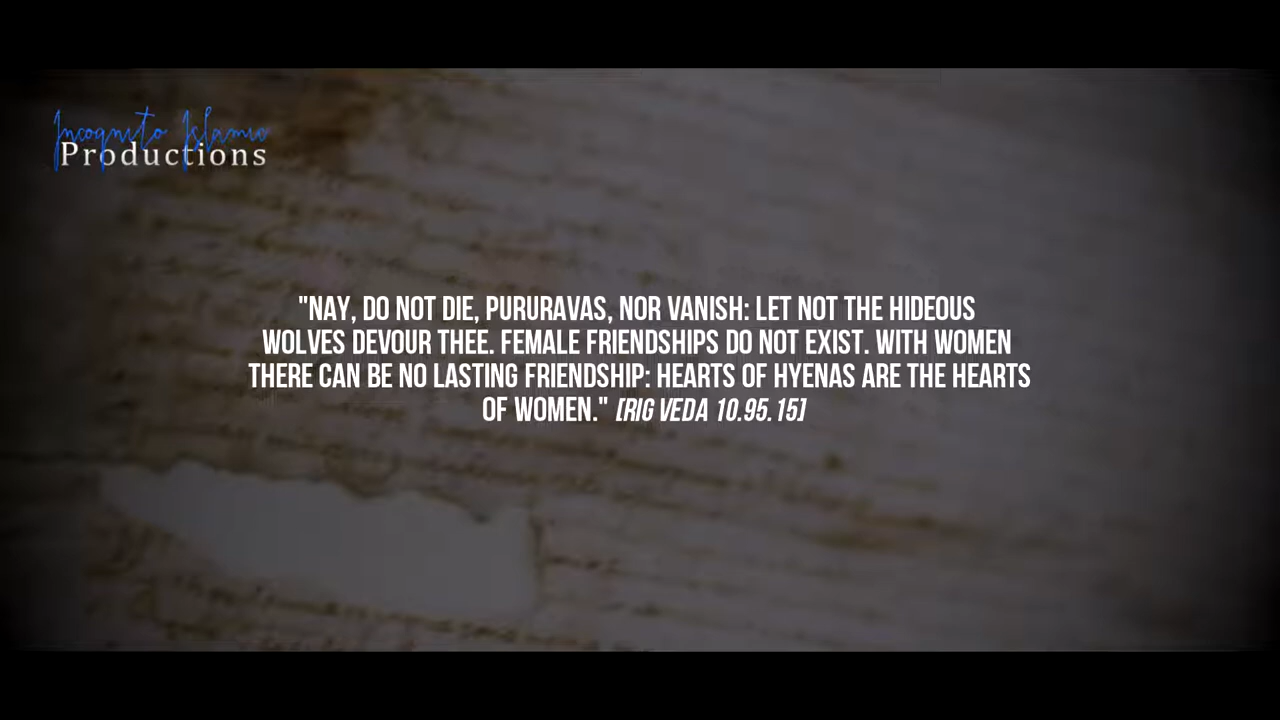 Incognito Islamic
Productions
"NAY, DO NOT DIE, PURURAVAS, NOR VANISH: LET NOT THE HIDEOUS
WOLVES DEVOUR THEE. FEMALE FRIENDSHIPS DO NOT EXIST. WITH WOMEN
THERE CAN BE NO LASTING FRIENDSHIP: HEARTS OF HYENAS ARE THE HEARTS
OF WOMEN." [RIG VEDA 10.95.15]